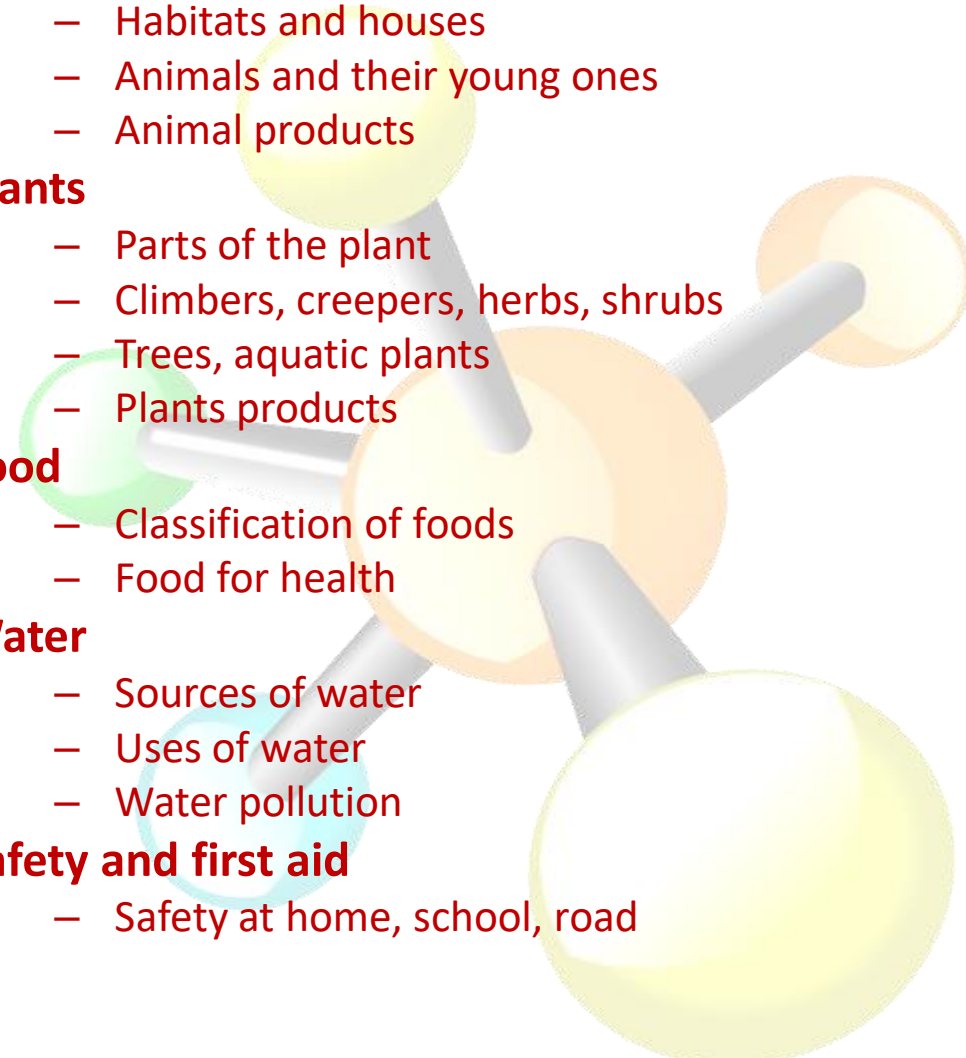 – Habitats and houses
– Animals and their young ones
– Animal products
ants
– Parts of the plant
– Climbers, creepers, herbs, shrubs
– Trees, aquatic plants
– Plants products
ood
– Classification of foods
– Food for health
ater
– Sources of water
– Uses of water
– Water pollution
afety and first aid
– Safety at home, school, road